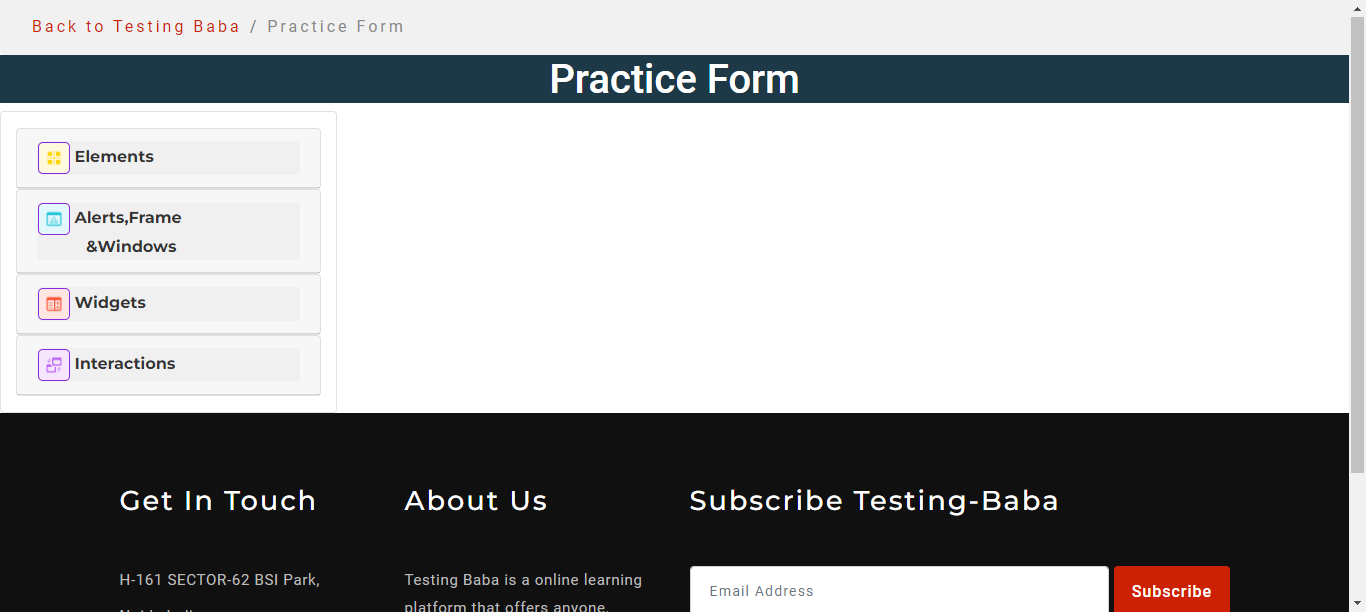 Back to Testing Baba / Practice Form
Practice Form
Elements
Alerts,Frame
&Windows
Widgets
Interactions
Get In Touch
H-161 SECTOR-62 BSI Park,
About Us
Testing Baba is a online learning
platform that offers anyone,
Subscribe Testing-Baba
Email Address
Subscribe